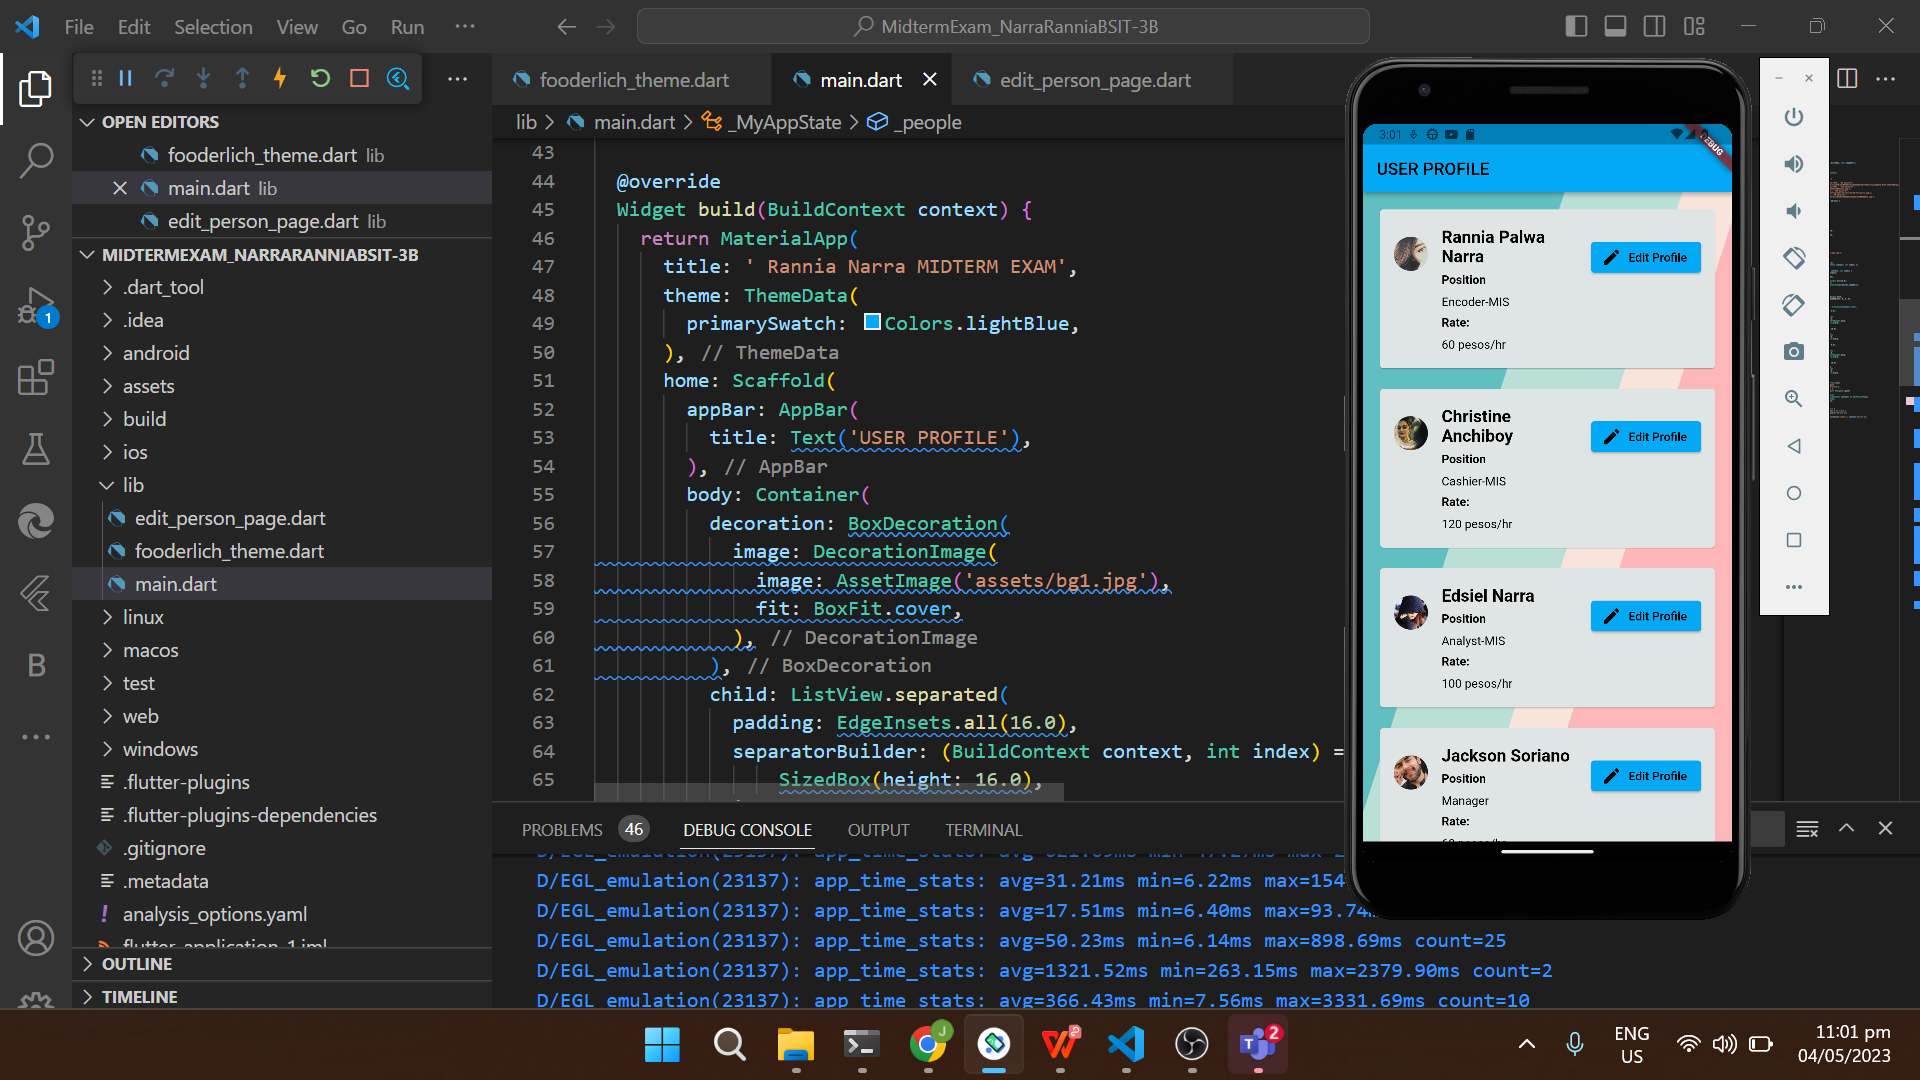 File Edit Selection View Go Run
MidtermExam_NarraRanniaBSIT-3B
fooderlich_theme.dart
main.dart
edit_person_page.dart
OPEN EDITORS
fooderlich_theme.dart lib
main.dart lib
edit_person_page.dart lib
MIDTERMEXAM_NARRARANNIABSIT-3B
.dart_tool
.idea
android
assets
build
ios
lib
edit_person_page.dart
fooderlich_theme.dart
main.dart
linux
macos
test
web
windows
.flutter-plugins
.flutter-plugins-dependencies
.gitignore
.metadata
analysis_options.yaml
flutter_application_1.iml
OUTLINE
TIMELINE
1
B
lib > main.dart > _MyAppState > _people
43
44 @override
45 Widget build(BuildContext context) {
46 return MaterialApp(
47 title: ' Rannia Narra MIDTERM EXAM',
48 theme: ThemeData(
49 primarySwatch: Colors.lightBlue,
50 ), // ThemeData
51 home: Scaffold(
52 appBar: AppBar(
53 title: Text('USER PROFILE'),
54 ), // AppBar
55 body: Container(
56 decoration: BoxDecoration(
57 image: DecorationImage(
58 image: AssetImage('assets/bg1.jpg'),
59 fit: BoxFit.cover,
60 ), // DecorationImage
61 ), // BoxDecoration
62 child: ListView.separated(
63 padding: EdgeInsets.all(16.0),
64 separatorBuilder: (BuildContext context, int index) =
65 SizedBox(height: 16.0),
PROBLEMS 46 DEBUG CONSOLE OUTPUT TERMINAL
D/EGL_emulation(23137): app_time_stats: avg=31.21ms min=6.22ms max=154
D/EGL_emulation(23137): app_time_stats: avg=17.51ms min=6.40ms max=93.74m
D/EGL_emulation(23137): app_time_stats: avg=50.23ms min=6.14ms max=898.69ms count=25
D/EGL_emulation(23137): app_time_stats: avg=1321.52ms min=263.15ms max=2379.90ms count=2
D/EGL_emulation(23137): app_time_stats: avg=366.43ms min=7.56ms max=3331.69ms count=10
3:01
DEBUG
USER PROFILE
Rannia Palwa
Narra
Position
Encoder-MIS
Rate:
60 pesos/hr
Edit Profile
Christine
Anchiboy
Position
Cashier-MIS
Rate:
120 pesos/hr
Edit Profile
Edsiel Narra
Position
Analyst-MIS
Rate:
100 pesos/hr
Edit Profile
Jackson Soriano
Position
Manager
Rate:
Edit Profile
J
2
ENG
US
11:01 pm
04/05/2023